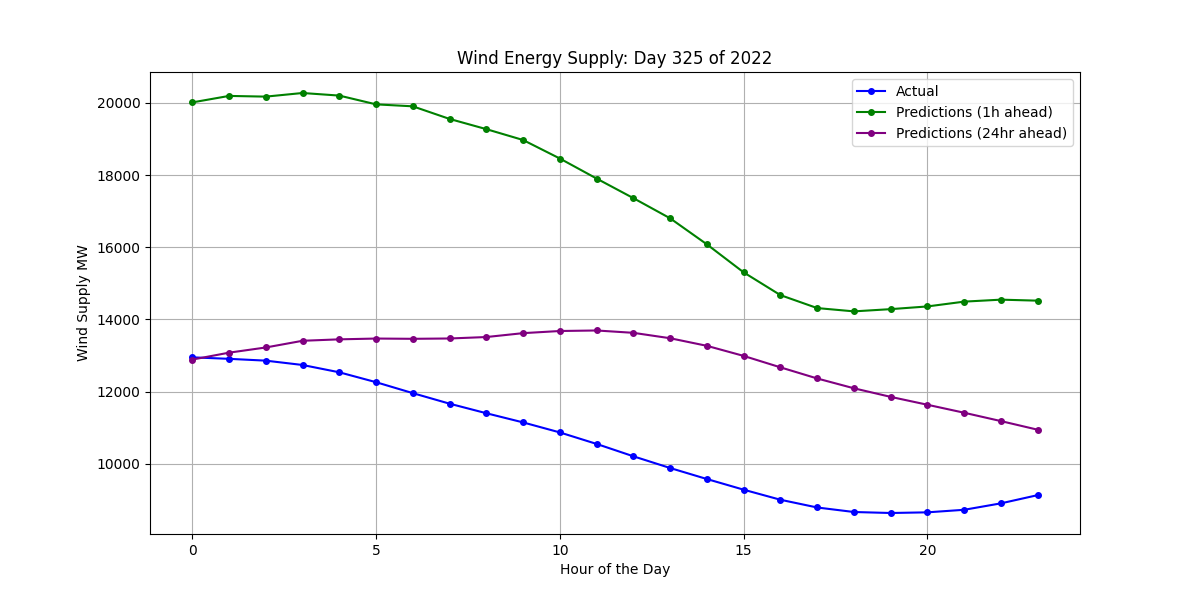 Wind Energy Supply: Day 325 of 2022
Actual
Predictions (1h ahead)
Predictions (24hr ahead)
Wind Supply MW
20000
18000
16000
14000
12000
10000
0
5
10
15
20
Hour of the Day